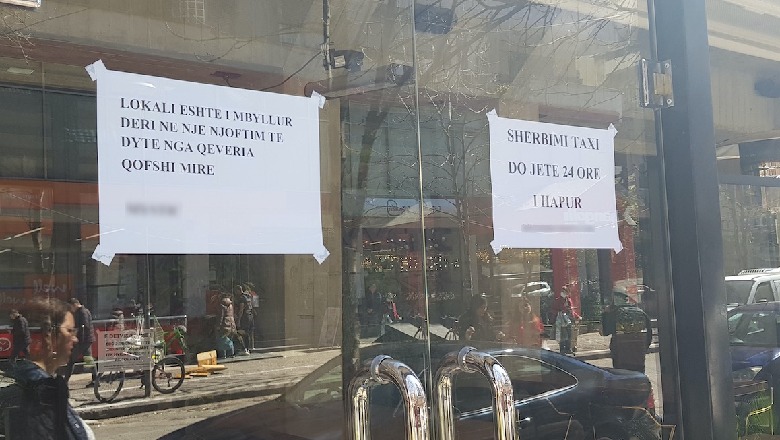 LOKALI ESHTE I MBYLLUR
DERI NE NJE NJOFTIM TE
DYTE NGA QEVERIA
QOFSHI MIRE
SHERBIMI TAXI
DO JETE 24 ORE
I HAPUR